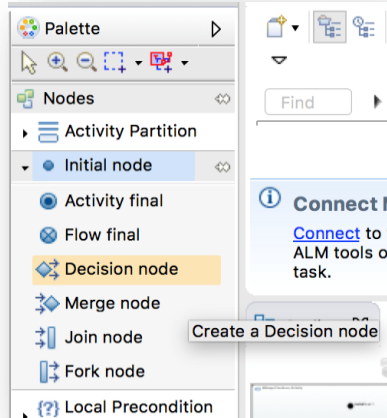 Palette
Nodes
Activity Partition
Initial node
Activity final
Flow final
Decision node
Merge node
Join node
Fork node
Local Precondition
Create a Decision node
Find
Connect
Connect to
ALM tools o
task.